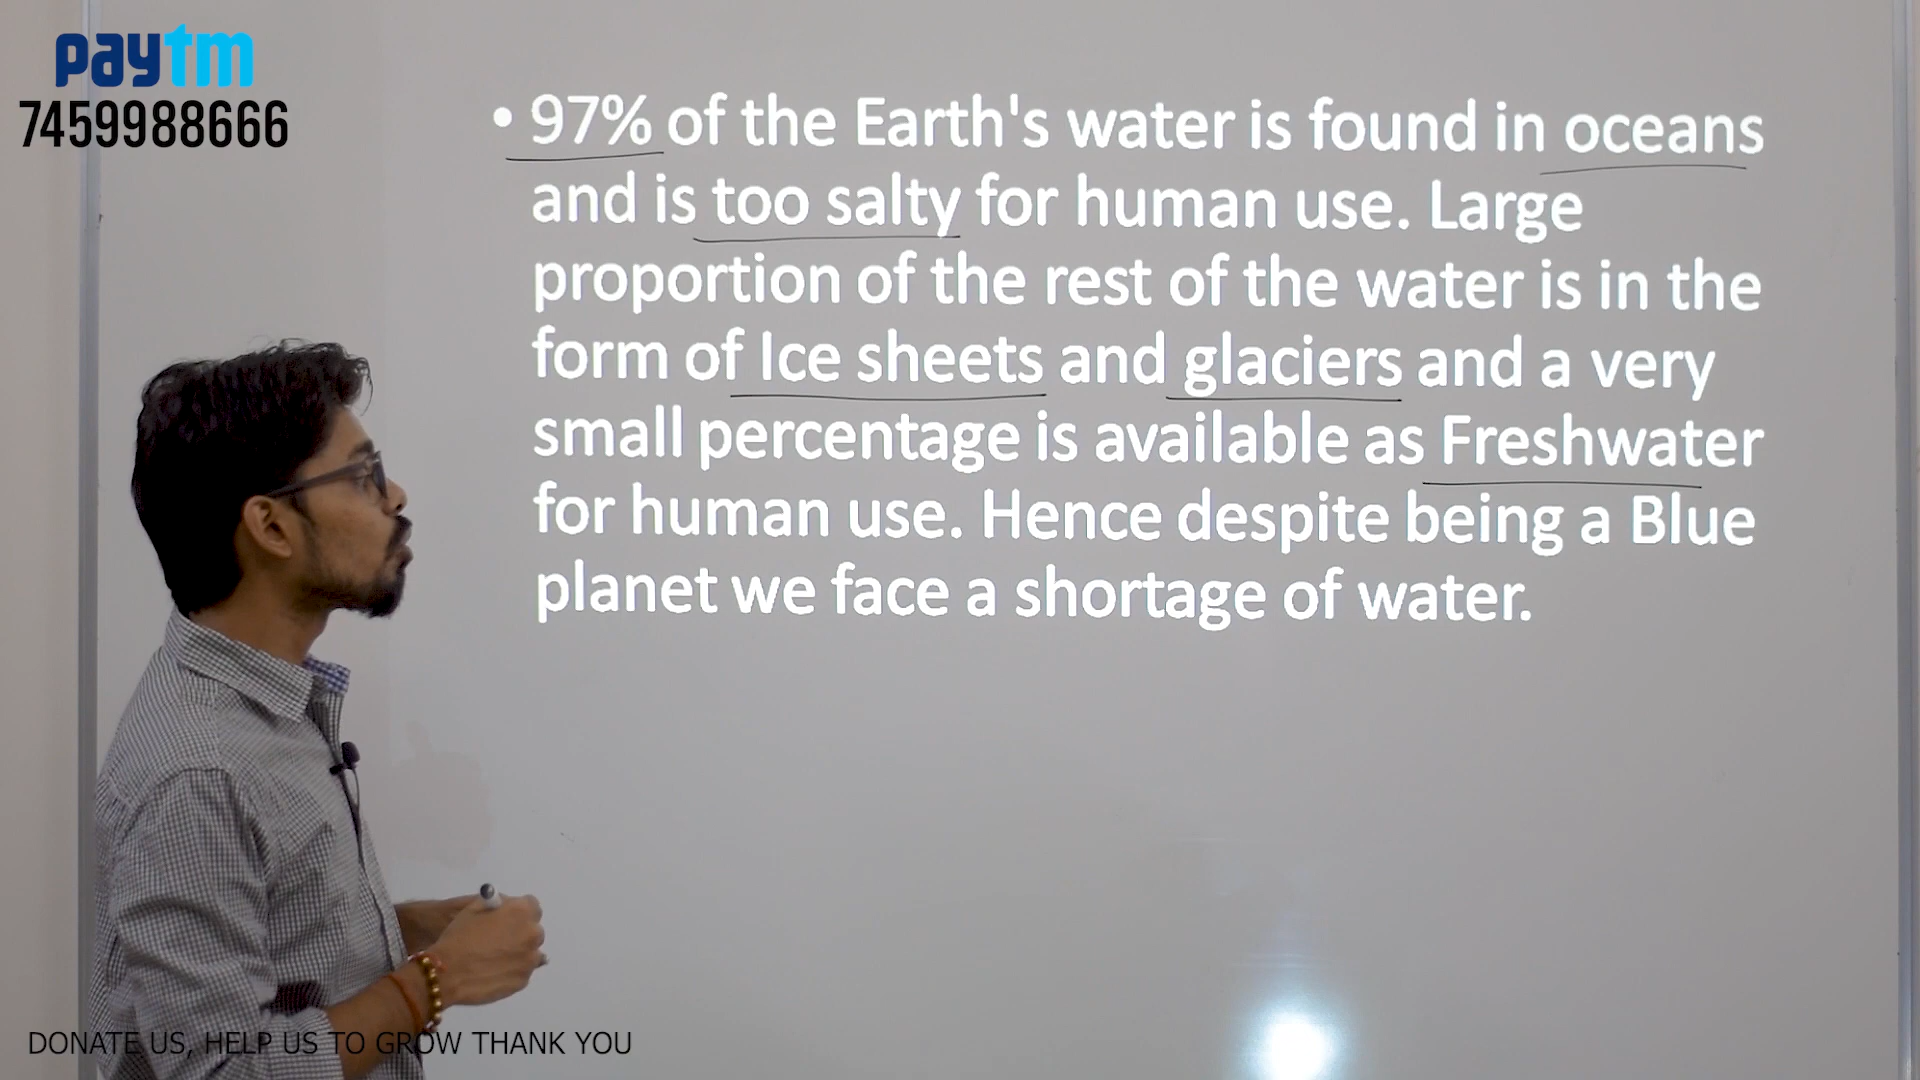 paytm
7459988666
• 97% of the Earth's water is found in oceans
and is too salty for human use. Large
proportion of the rest of the water is in the
form of Ice sheets and glaciers and a very
small percentage is available as Freshwater
for human use. Hence despite being a Blue
planet we face a shortage of water.
DONATE US, HELP US TO GROW THANK YOU